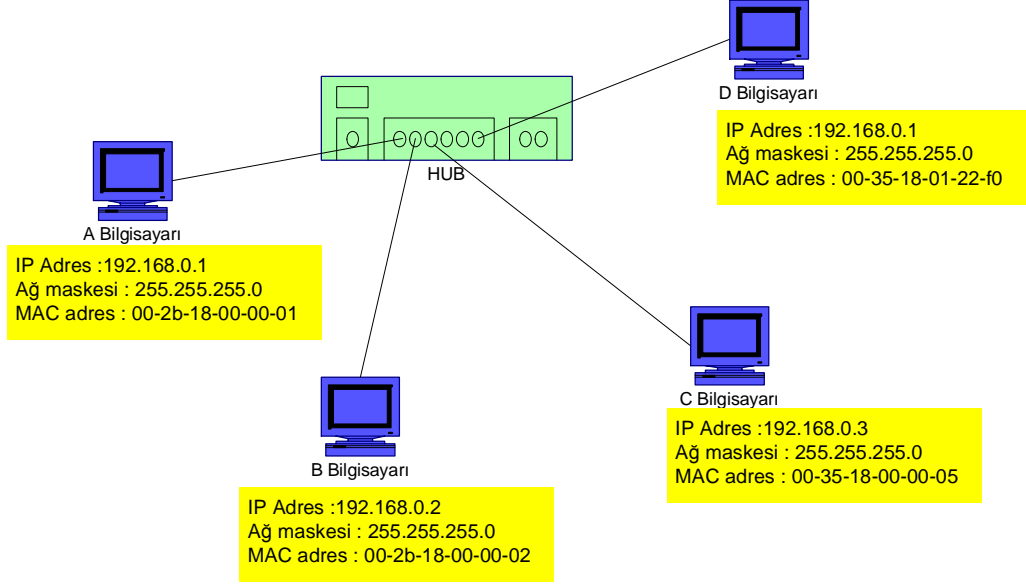 D Bilgisayarı
IP Adres :192.168.0.1
Ağ maskesi : 255.255.255.0
MAC adres : 00-35-18-01-22-f0
HUB
A Bilgisayarı
IP Adres :192.168.0.1
Ağ maskesi : 255.255.255.0
MAC adres : 00-2b-18-00-00-01
C Bilgisayarı
IP Adres :192.168.0.3
Ağ maskesi : 255.255.255.0
MAC adres : 00-35-18-00-00-05
B Bilgisayarı
IP Adres :192.168.0.2
Ağ maskesi : 255.255.255.0
MAC adres : 00-2b-18-00-00-02